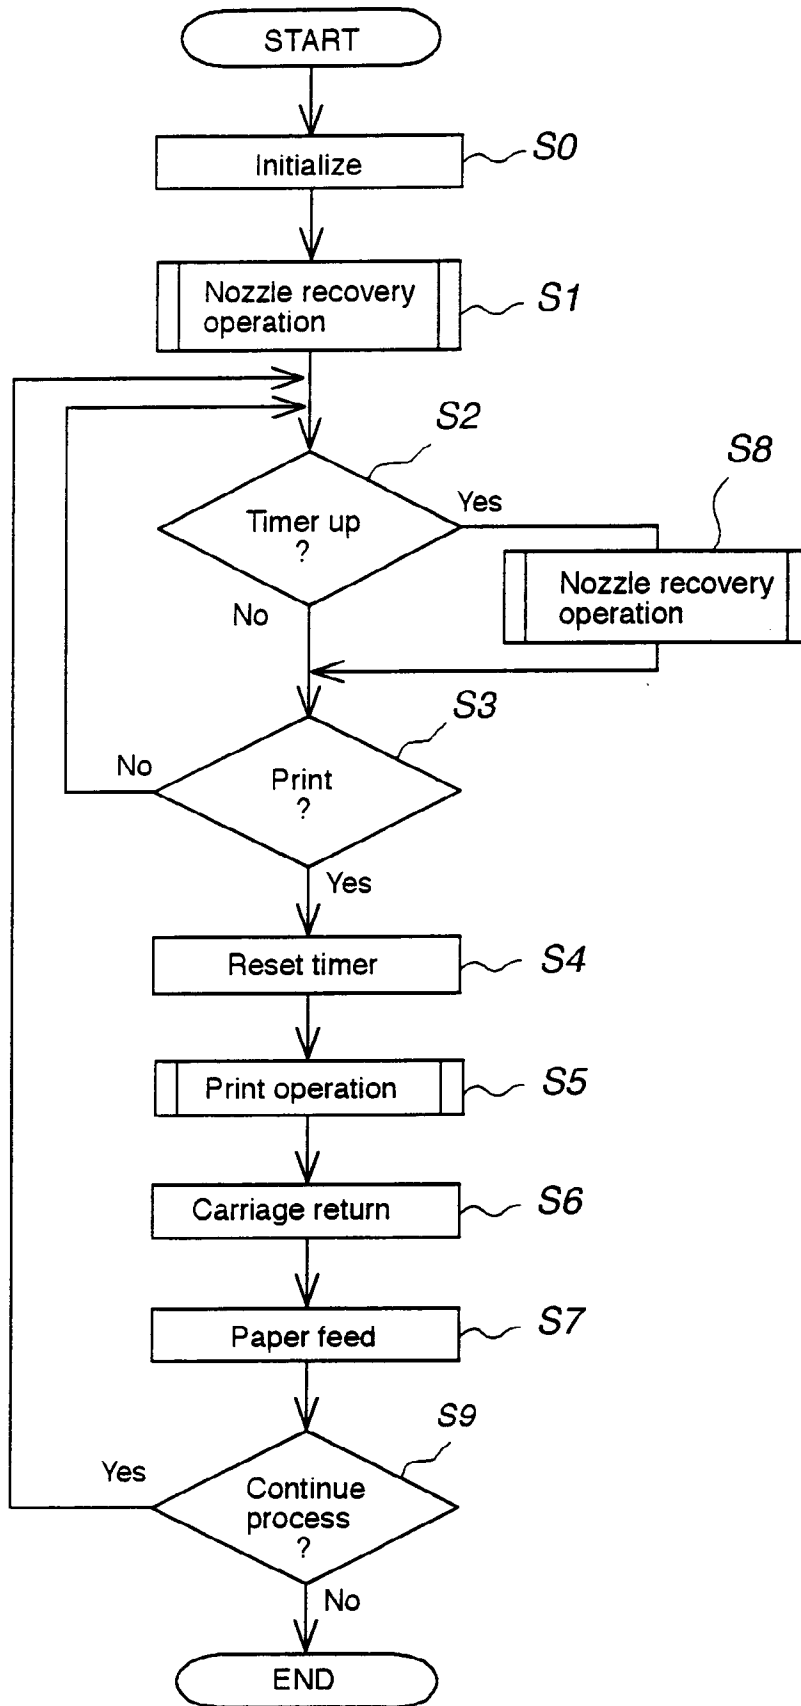 START
Initialize
S0
Nozzle recovery
operation
S1
S2
Timer up
?
Yes
No
S8
Nozzle recovery
operation
S3
Print
?
No
Yes
Reset timer
S4
Print operation
S5
Carriage return
S6
Paper feed
S7
S9
Continue
process
?
Yes
No
END